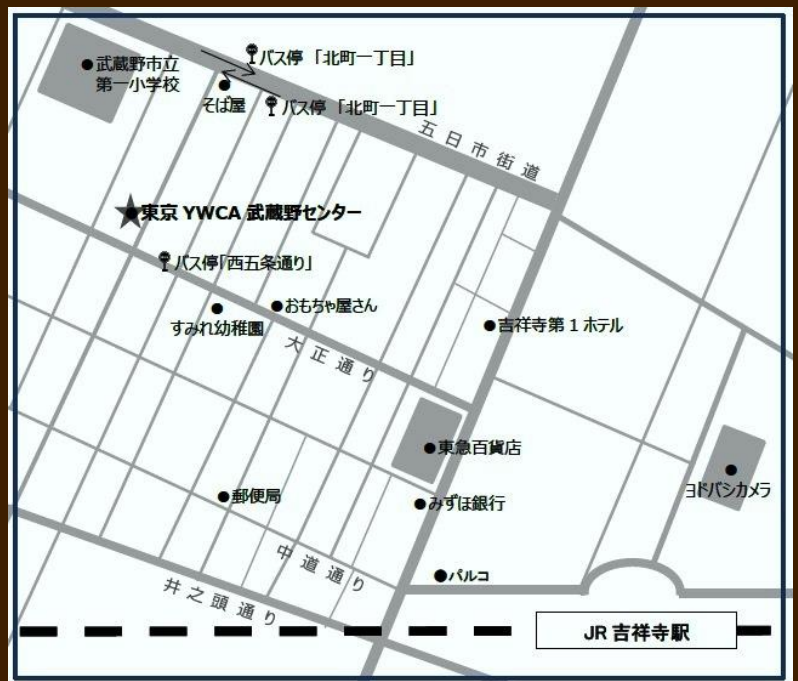 バス停 「北町一丁目」
武蔵野市立
第一小学校
そば屋
バス停 「北町一丁目」
五日市街道
東京 YWCA 武蔵野センター
バス停「西五条通り」
おもちゃ屋さん
すみれ幼稚園
吉祥寺第 1 ホテル
大正通り
東急百貨店
ヨドバシカメラ
郵便局
みずほ銀行
中道通り
パルコ
井之頭通り
JR 吉祥寺駅